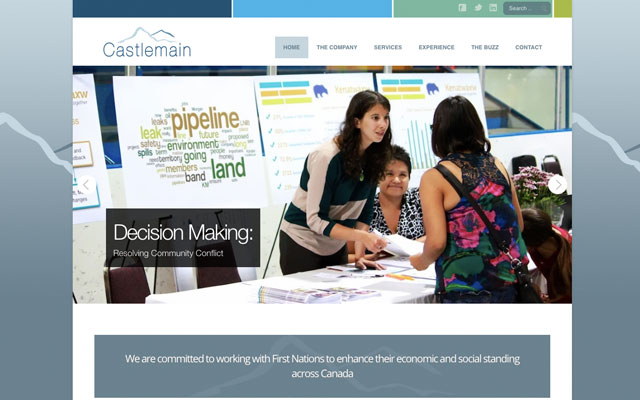 Search ...
Castlemain
HOME THE COMPANY SERVICES EXPERIENCE THE BUZZ CONTACT
leaks
pipeline
leak
safety
future
environment
spills
people
territory going
members
money
band land
KM
Decision Making:
Resolving Community Conflict
We are committed to working with First Nations to enhance their economic and social standing
across Canada